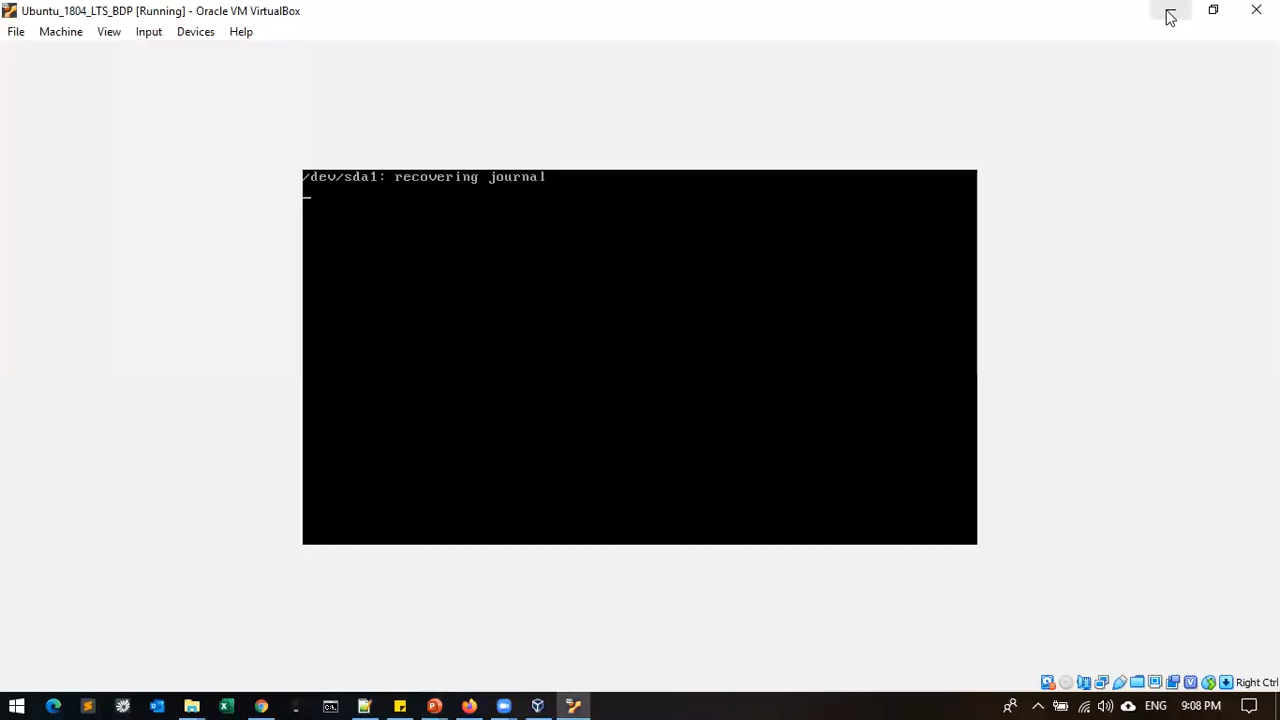 Ubuntu_1804_LTS_BDP [Running] - Oracle VM VirtualBox
File Machine View Input Devices Help
/dev/sda1: recovering journal
Right Ctrl
ENG 9:08 PM